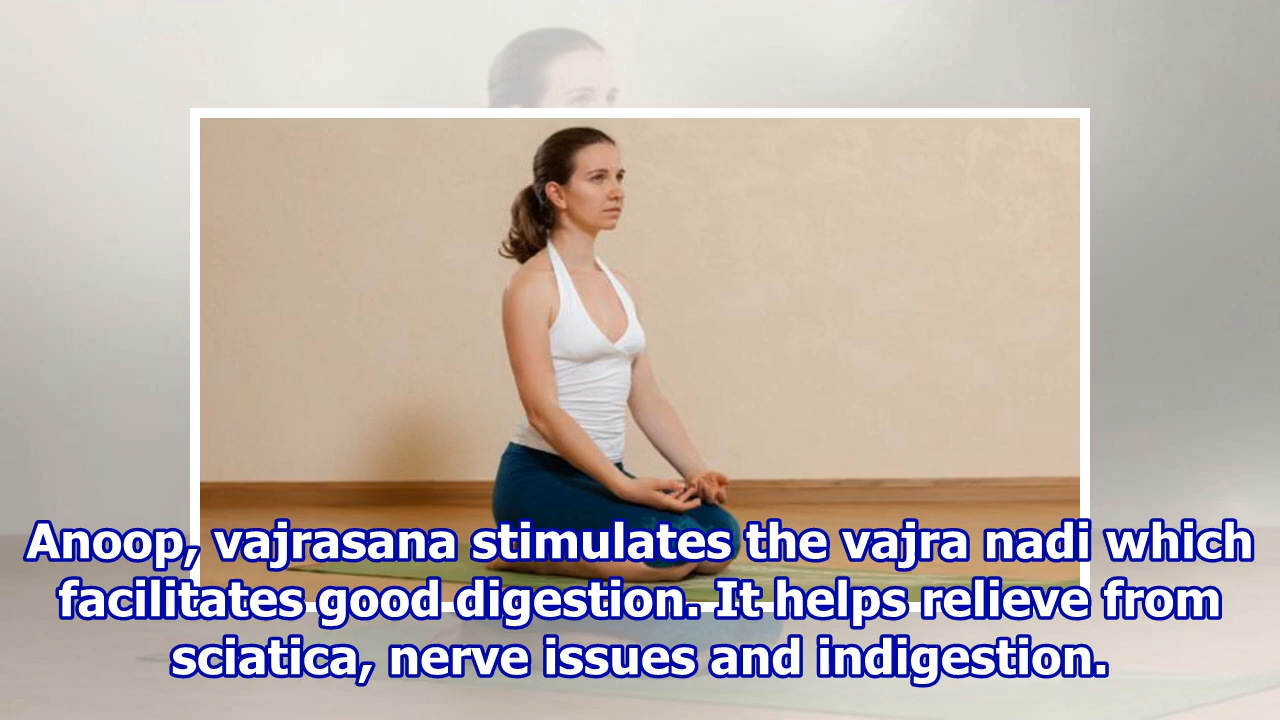 Anoop, vajrasana stimulates the vajra nadi which
facilitates good digestion. It helps relieve from
sciatica, nerve issues and indigestion.